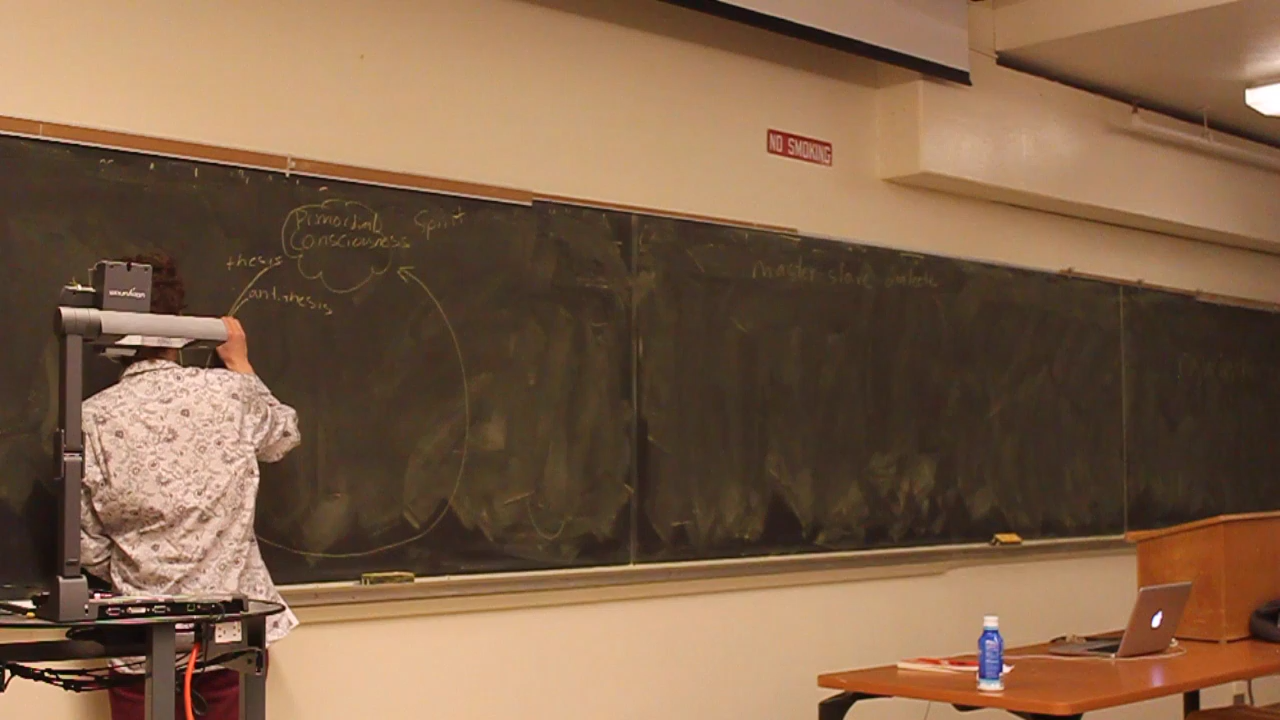 NO SMOKING
Primordial Spirit
Consciousness
thesis
antithesis
master-slave dialectic